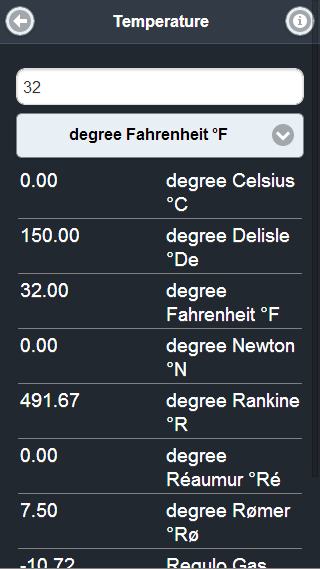 Temperature
32
degree Fahrenheit °F
0.00 degree Celsius
°C
150.00 degree Delisle
°De
32.00 degree
Fahrenheit °F
0.00 degree Newton
°N
491.67 degree Rankine
°R
0.00 degree
Réaumur °Ré
7.50 degree Rømer
°Rø
-10.72 Regulo Gas